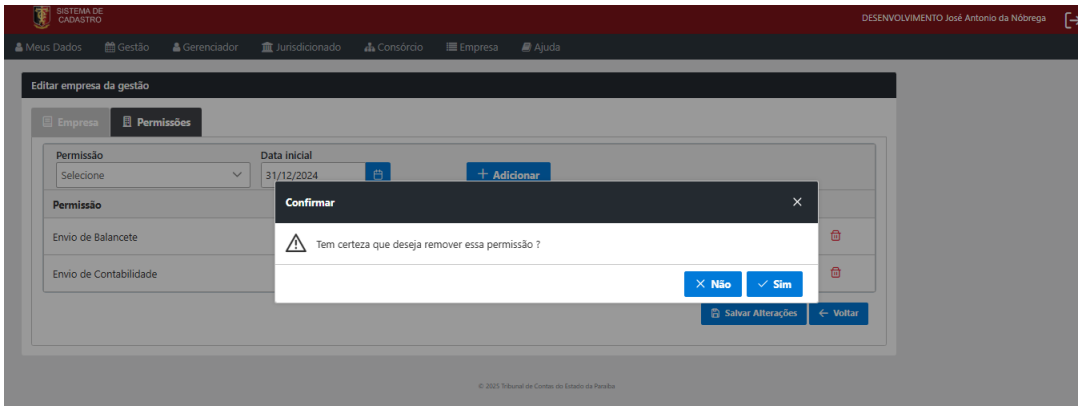 SISTEMA DE
CADASTRO
DESENVOLVIMENTO José Antonio da Nóbrega
Meus Dados Gestão Gerenciador Jurisdicionado Consórcio Empresa Ajuda
Editar empresa da gestão
Empresa Permissões
Permissão Data inicial
Selecione 31/12/2024 Adicionar
Permissão
Confirmar
Tem certeza que deseja remover essa permissão ?
Não Sim
Envio de Balancete
Envio de Contabilidade
Salvar Alterações Voltar
© 2025 Tribunal de Contas do Estado da Paraíba